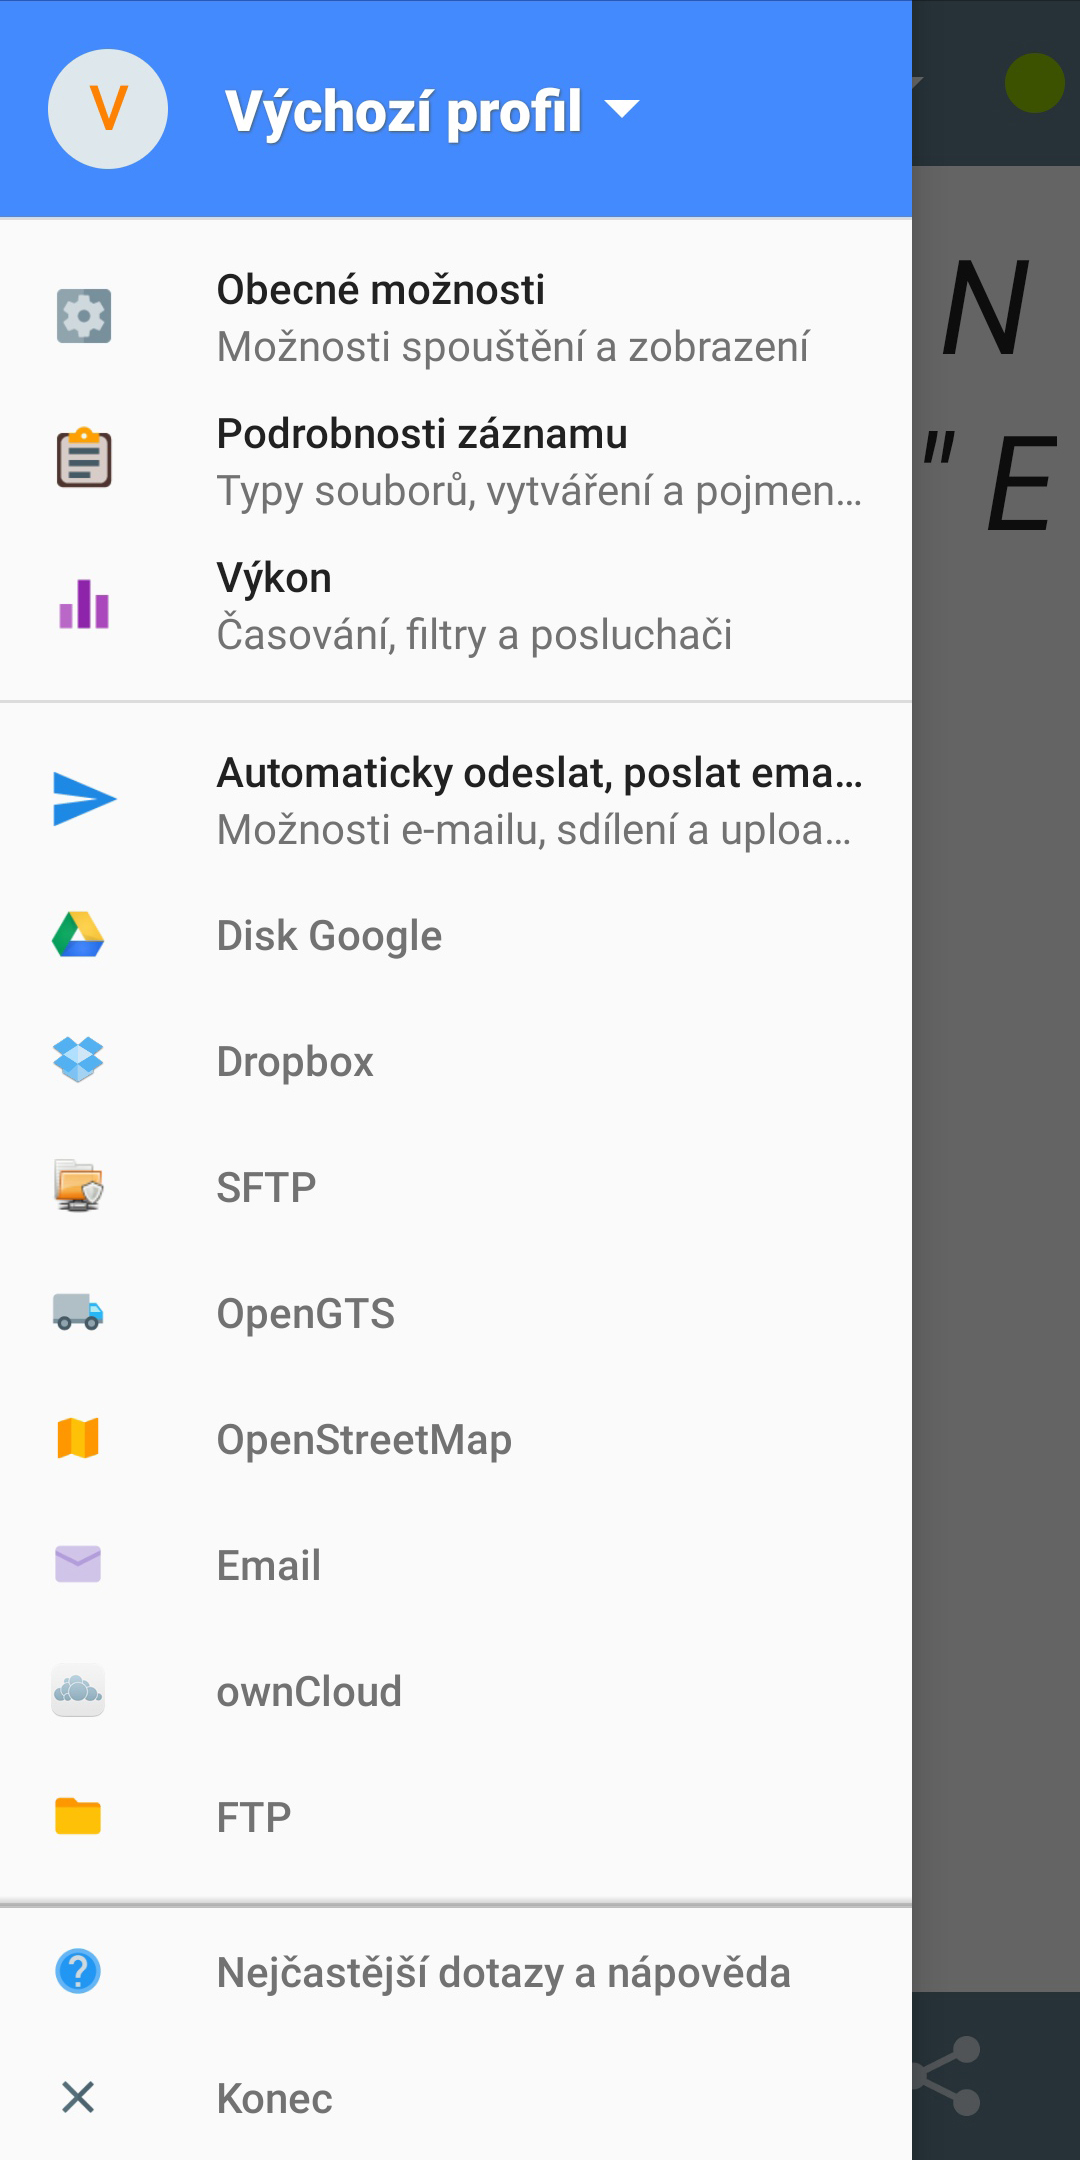 V
Výchozí profil
Obecné možnosti
Možnosti spouštění a zobrazení
Podrobnosti záznamu
Typy souborů, vytváření a pojmen…
Výkon
Časování, filtry a posluchači
Automaticky odeslat, poslat ema…
Možnosti e-mailu, sdílení a uploa…
Disk Google
Dropbox
SFTP
OpenGTS
OpenStreetMap
Email
ownCloud
FTP
Nejčastější dotazy a nápověda
Konec
N
" E